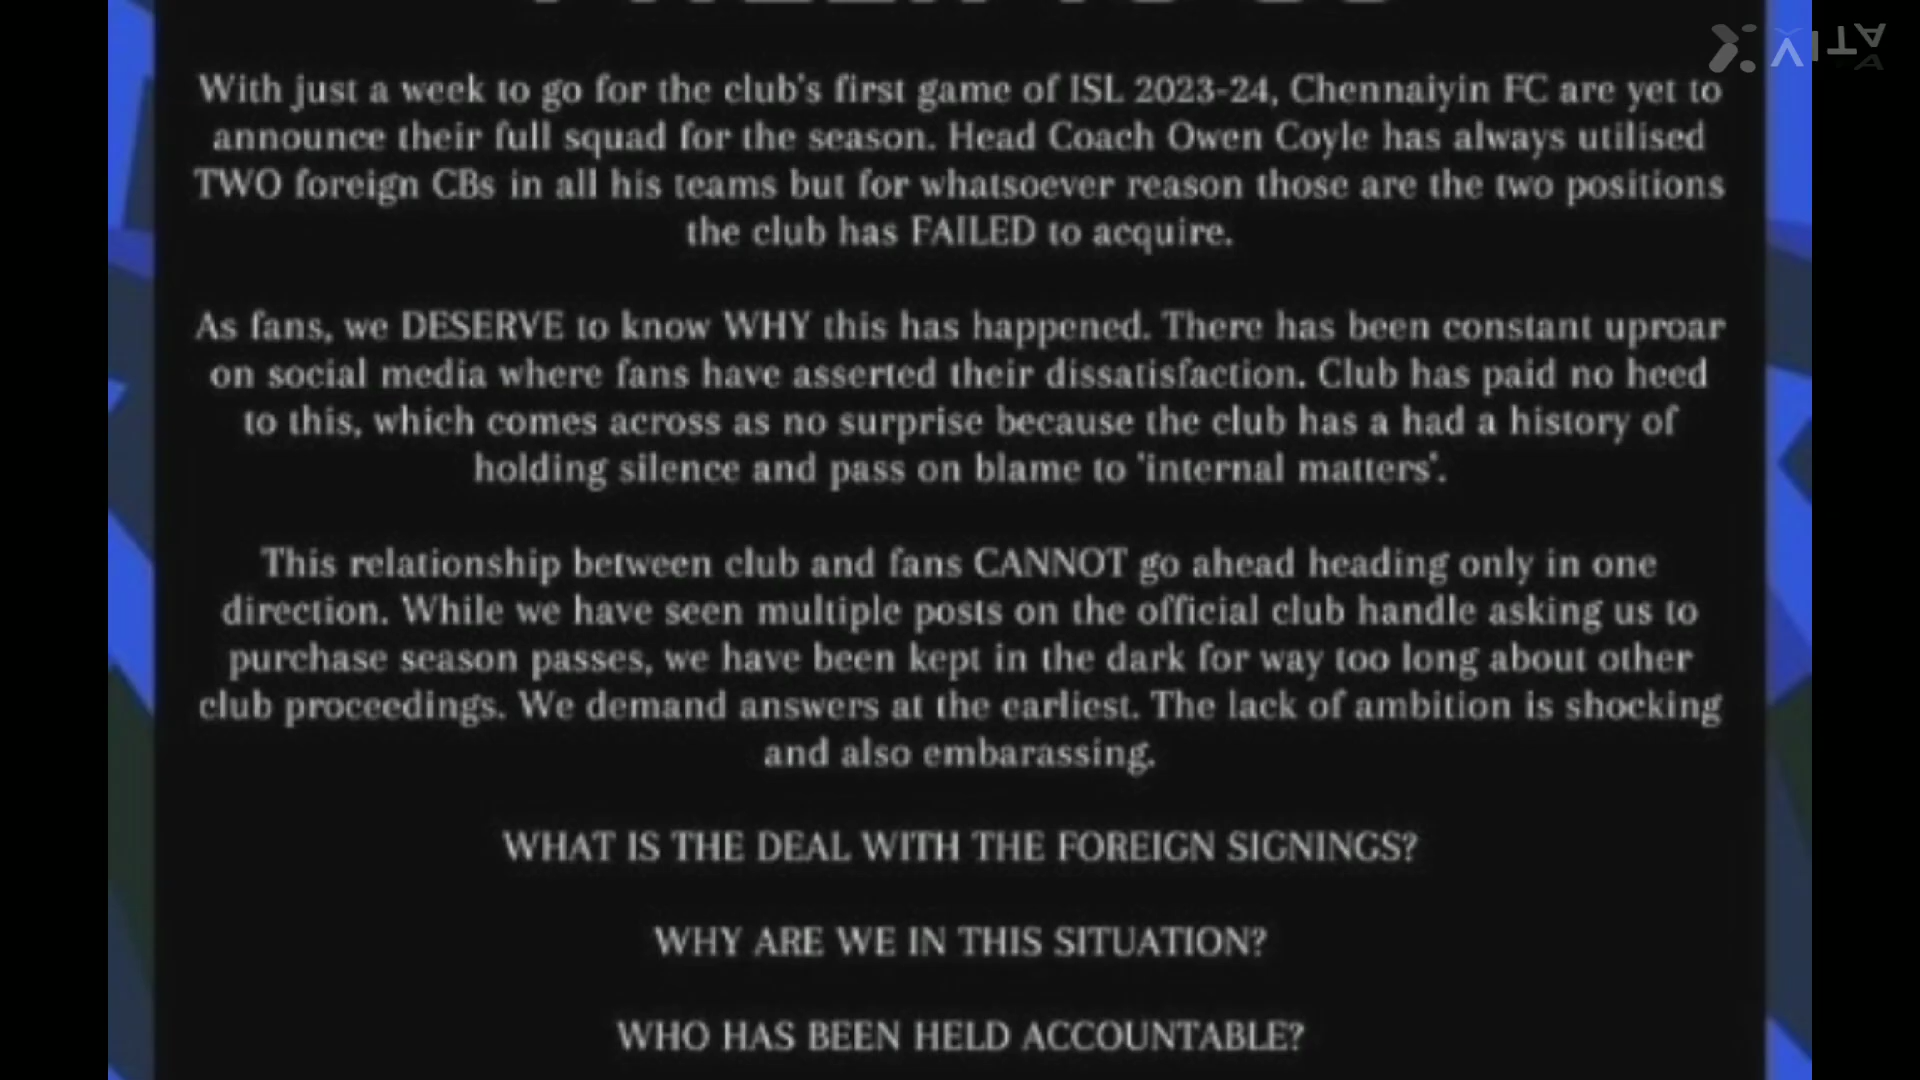 With just a week to go for the club's first game of ISL 2023-24, Chennaiyin FC are yet to
announce their full squad for the season. Head Coach Owen Coyle has always utilised
TWO foreign CBs in all his teams but for whatsoever reason those are the two positions
the club has FAILED to acquire.
As fans, we DESERVE to know WHY this has happened. There has been constant uproar
on social media where fans have asserted their dissatisfaction. Club has paid no heed
to this, which comes across as no surprise because the club has a had a history of
holding silence and pass on blame to 'internal matters'.
This relationship between club and fans CANNOT go ahead heading only in one
direction. While we have seen multiple posts on the official club handle asking us to
purchase season passes, we have been kept in the dark for way too long about other
club proceedings. We demand answers at the earliest. The lack of ambition is shocking
and also embarassing.
WHAT IS THE DEAL WITH THE FOREIGN SIGNINGS?
WHY ARE WE IN THIS SITUATION?
WHO HAS BEEN HELD ACCOUNTABLE?